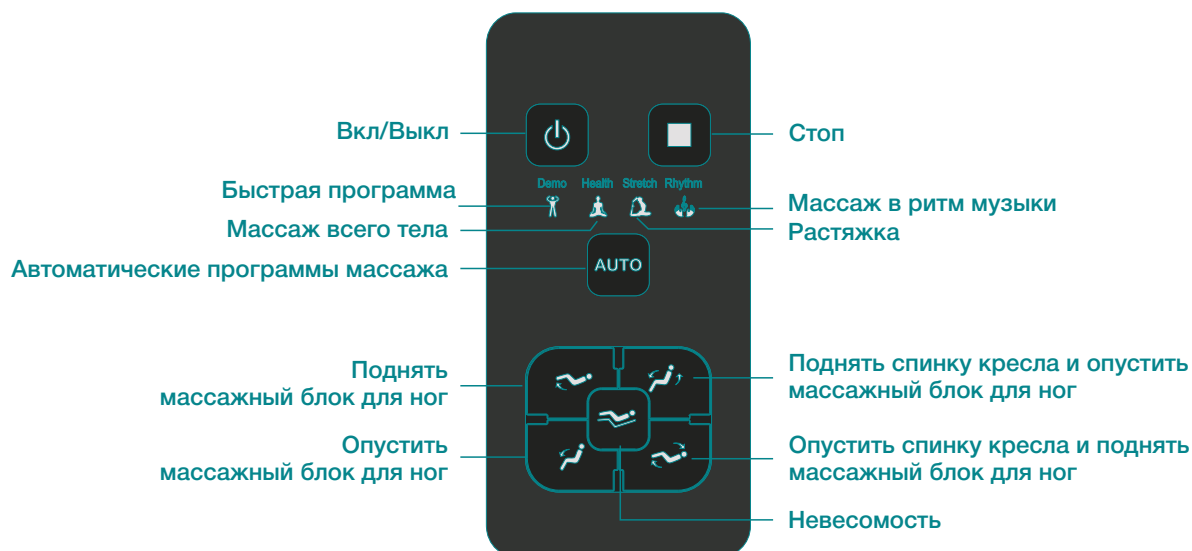 Вкл/Выкл
Стоп
Demo Health Stretch Rhythm
Быстрая программа
Массаж в ритм музыки
Массаж всего тела
Растяжка
Автоматические программы массажа
AUTO
Поднять
массажный блок для ног
Поднять спинку кресла и опустить
массажный блок для ног
Опустить
массажный блок для ног
Опустить спинку кресла и поднять
массажный блок для ног
Невесомость